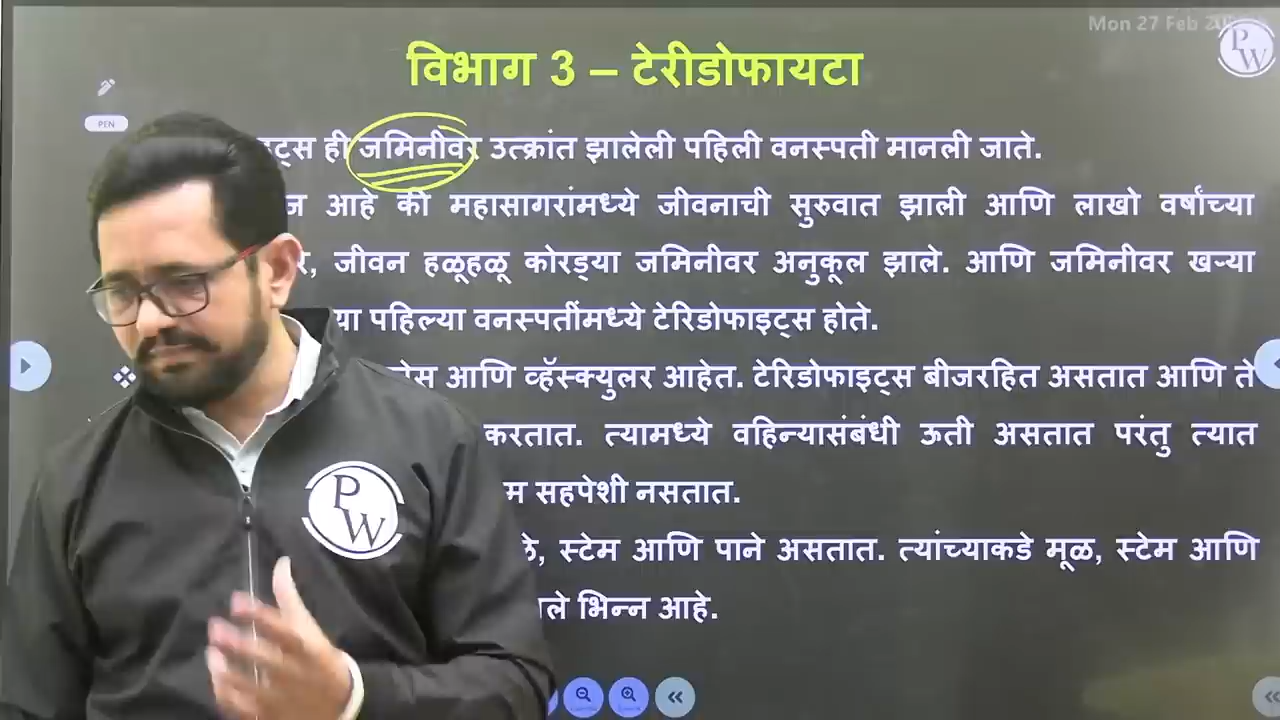 Mon 27 Feb
PW
विभाग 3 – टेरीडोफायटा
PEN
ही जमिनीवर उत्क्रांत झालेली पहिली वनस्पती मानली जाते.
आहे की महासागरांमध्ये जीवनाची सुरुवात झाली आणि लाखो वर्षांच्या
जीवन हळूहळू कोरड्या जमिनीवर अनुकूल झाले. आणि जमिनीवर खऱ्या
पहिल्या वनस्पतींमध्ये टेरिडोफाइट्स होते.
आणि व्हॅस्क्युलर आहेत. टेरिडोफाइट्स बीजरहित असतात आणि ते
करतात. त्यामध्ये वहिन्यासंबंधी ऊती असतात परंतु त्यात
सहपेशी नसतात.
स्टेम आणि पाने असतात. त्यांच्याकडे मूळ, स्टेम आणि
भिन्न आहे.
PW